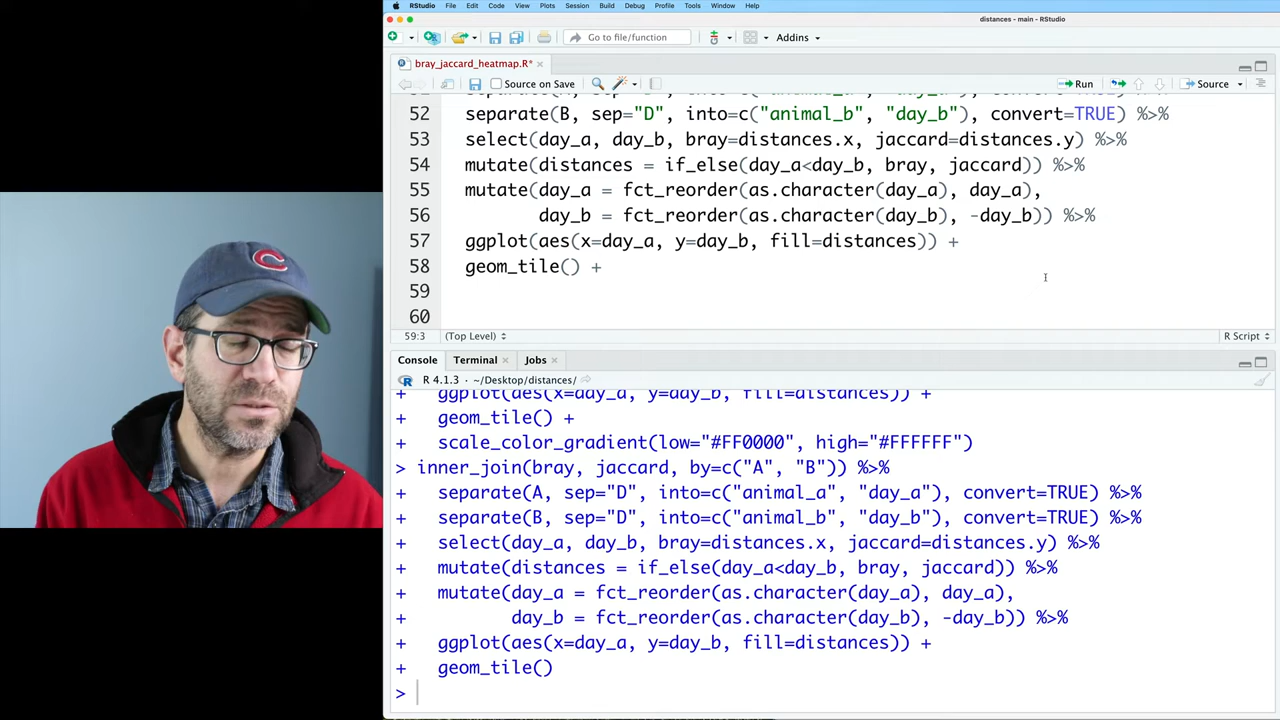 RStudio File Edit Code View Plots Session Build Debug Profile Tools Window Help
distances - main - RStudio
Go to file/function Addins
bray_jaccard_heatmap.R*
Source on Save Run Source
52 separate(B, sep="D", into=c("animal_b", "day_b"), convert=TRUE) %>%
53 select(day_a, day_b, bray=distances.x, jaccard=distances.y) %>%
54 mutate(distances = if_else(day_a<day_b, bray, jaccard)) %>%
55 mutate(day_a = fct_reorder(as.character(day_a), day_a),
56 day_b = fct_reorder(as.character(day_b), -day_b)) %>%
57 ggplot(aes(x=day_a, y=day_b, fill=distances)) +
58 geom_tile() +
59
60
59:3 (Top Level) R Script
Console Terminal Jobs
R 4.1.3 · ~/Desktop/distances/
+ ggplot(aes(x=day_a, y=day_b, fill=distances)) +
+ geom_tile() +
+ scale_color_gradient(low="#FF0000", high="#FFFFFF")
> inner_join(bray, jaccard, by=c("A", "B")) %>%
+ separate(A, sep="D", into=c("animal_a", "day_a"), convert=TRUE) %>%
+ separate(B, sep="D", into=c("animal_b", "day_b"), convert=TRUE) %>%
+ select(day_a, day_b, bray=distances.x, jaccard=distances.y) %>%
+ mutate(distances = if_else(day_a<day_b, bray, jaccard)) %>%
+ mutate(day_a = fct_reorder(as.character(day_a), day_a),
+ day_b = fct_reorder(as.character(day_b), -day_b)) %>%
+ ggplot(aes(x=day_a, y=day_b, fill=distances)) +
+ geom_tile()
>